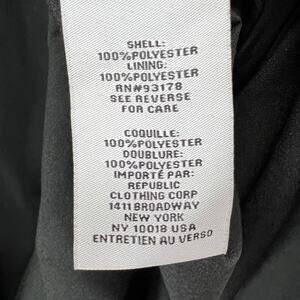 SHELL:
100%POLYESTER
LINING:
100%POLYESTER
RN#93178
SEE REVERSE
FOR CARE
COQUILLE:
100%POLYESTER
DOUBLURE:
100%POLYESTER
IMPORTÉ PAR:
REPUBLIC
CLOTHING CORP
1411 BROADWAY
NEW YORK
NY 10018 USA
ENTRETIEN AU VERSO